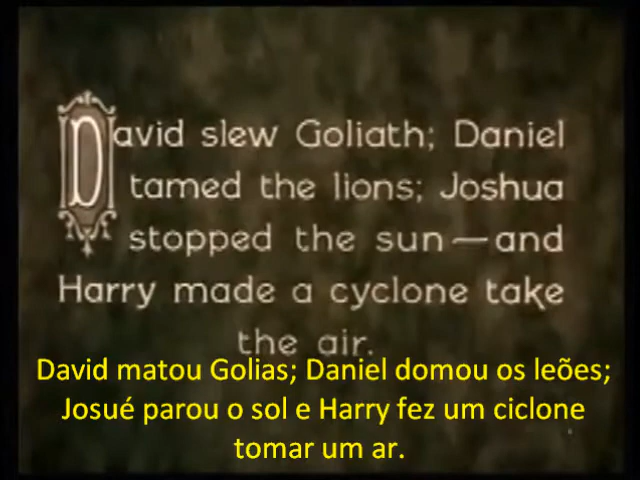 David slew Goliath; Daniel
tamed the lions; Joshua
stopped the sun — and
Harry made a cyclone take
the air.
David matou Golias; Daniel domou os leões;
Josué parou o sol e Harry fez um ciclone
tomar um ar.